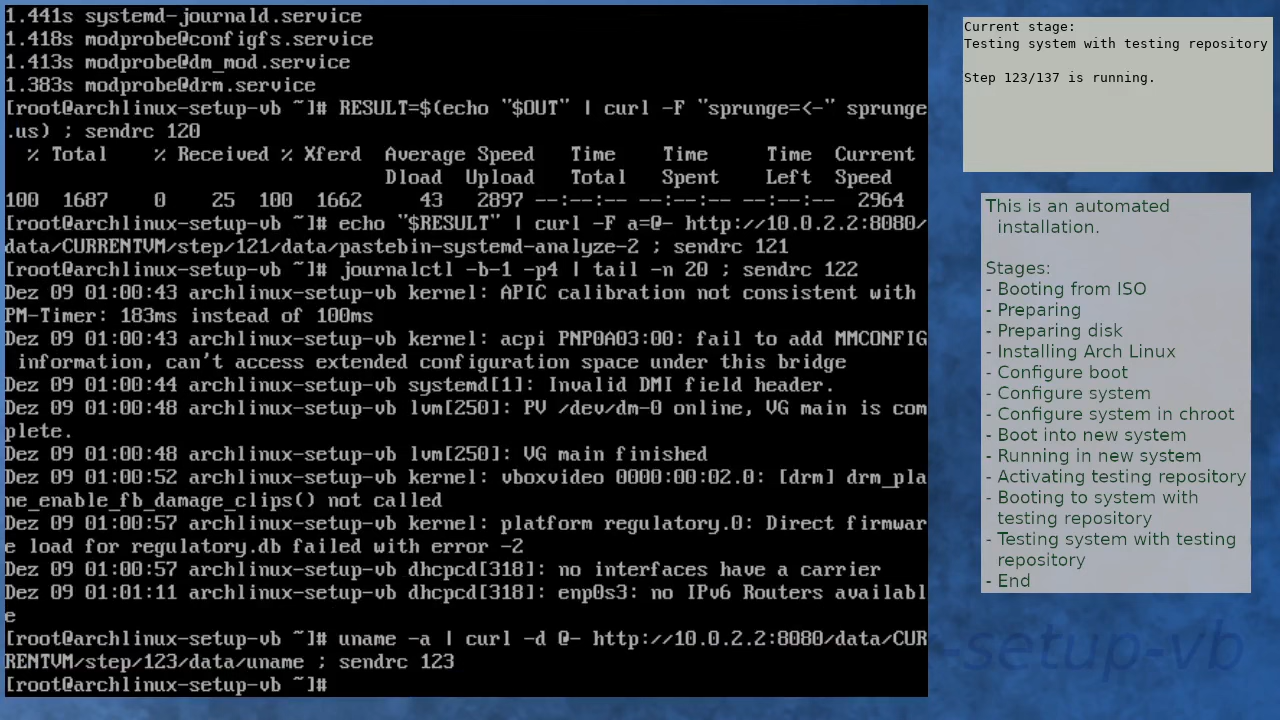 1.441s systemd-journald.service
1.418s modprobe@configfs.service
1.413s modprobe@dm_mod.service
1.383s modprobe@drm.service
[root@archlinux-setup-vb ~]# RESULT=$(echo "$OUT" | curl -F "sprunge=<-" sprunge
.us) ; sendrc 120
  % Total    % Received % Xferd  Average Speed   Time    Time     Time  Current
                                 Dload  Upload   Total   Spent    Left  Speed
100  1687    0    25  100  1662     43   2897 --:--:-- --:--:-- --:--:--  2964
[root@archlinux-setup-vb ~]# echo "$RESULT" | curl -F a=@- http://10.0.2.2:8080/
data/CURRENTVM/step/121/data/pastebin-systemd-analyze-2 ; sendrc 121
[root@archlinux-setup-vb ~]# journalctl -b-1 -p4 | tail -n 20 ; sendrc 122
Dez 09 01:00:43 archlinux-setup-vb kernel: APIC calibration not consistent with
PM-Timer: 183ms instead of 100ms
Dez 09 01:00:43 archlinux-setup-vb kernel: acpi PNP0A03:00: fail to add MMCONFIG
 information, can't access extended configuration space under this bridge
Dez 09 01:00:44 archlinux-setup-vb systemd[1]: Invalid DMI field header.
Dez 09 01:00:48 archlinux-setup-vb lvm[250]: PV /dev/dm-0 online, VG main is com
plete.
Dez 09 01:00:48 archlinux-setup-vb lvm[250]: VG main finished
Dez 09 01:00:52 archlinux-setup-vb kernel: vboxvideo 0000:00:02.0: [drm] drm_pla
ne_enable_fb_damage_clips() not called
Dez 09 01:00:57 archlinux-setup-vb kernel: platform regulatory.0: Direct firmwar
e load for regulatory.db failed with error -2
Dez 09 01:00:57 archlinux-setup-vb dhcpcd[318]: no interfaces have a carrier
Dez 09 01:01:11 archlinux-setup-vb dhcpcd[318]: enp0s3: no IPv6 Routers availabl
e
[root@archlinux-setup-vb ~]# uname -a | curl -d @- http://10.0.2.2:8080/data/CUR
RENTVM/step/123/data/uname ; sendrc 123
[root@archlinux-setup-vb ~]#
Current stage:
Testing system with testing repository
Step 123/137 is running.
This is an automated
installation.
Stages:
- Booting from ISO
- Preparing
- Preparing disk
- Installing Arch Linux
- Configure boot
- Configure system
- Configure system in chroot
- Boot into new system
- Running in new system
- Activating testing repository
- Booting to system with
testing repository
- Testing system with testing
repository
- End
-setup-vb